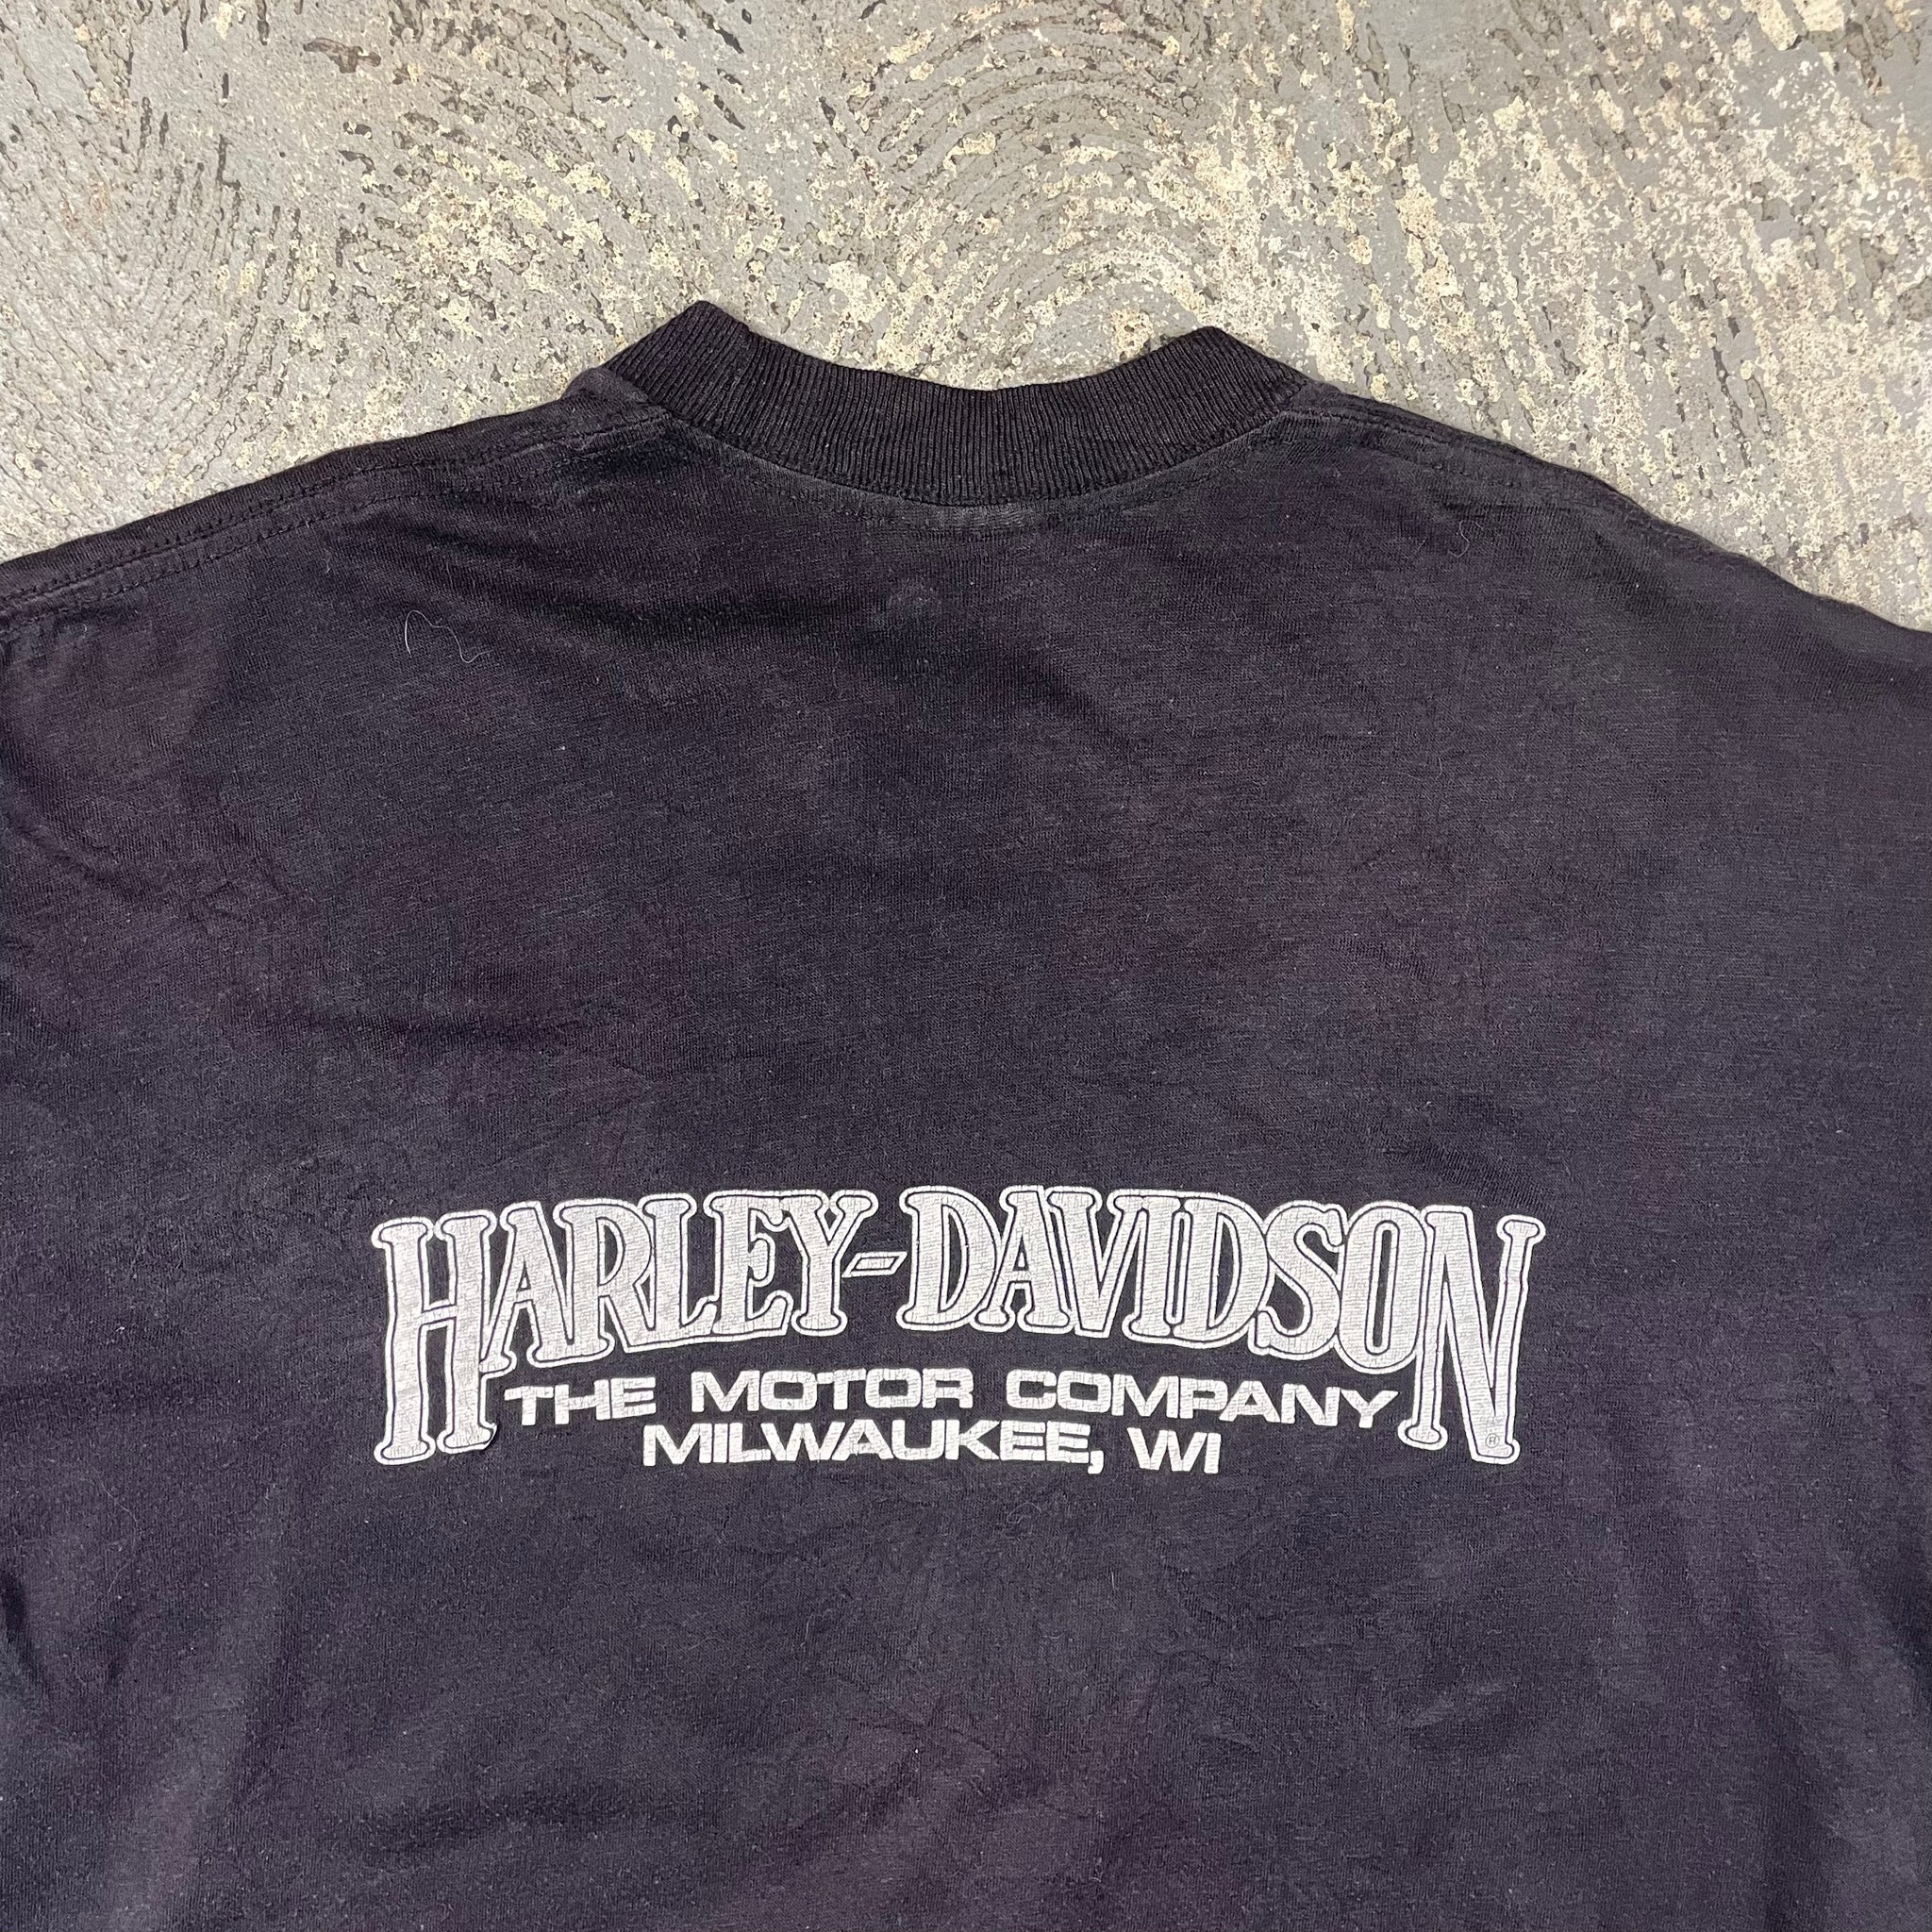 HARLEY-DAVIDSON®
THE MOTOR COMPANY
MILWAUKEE, WI